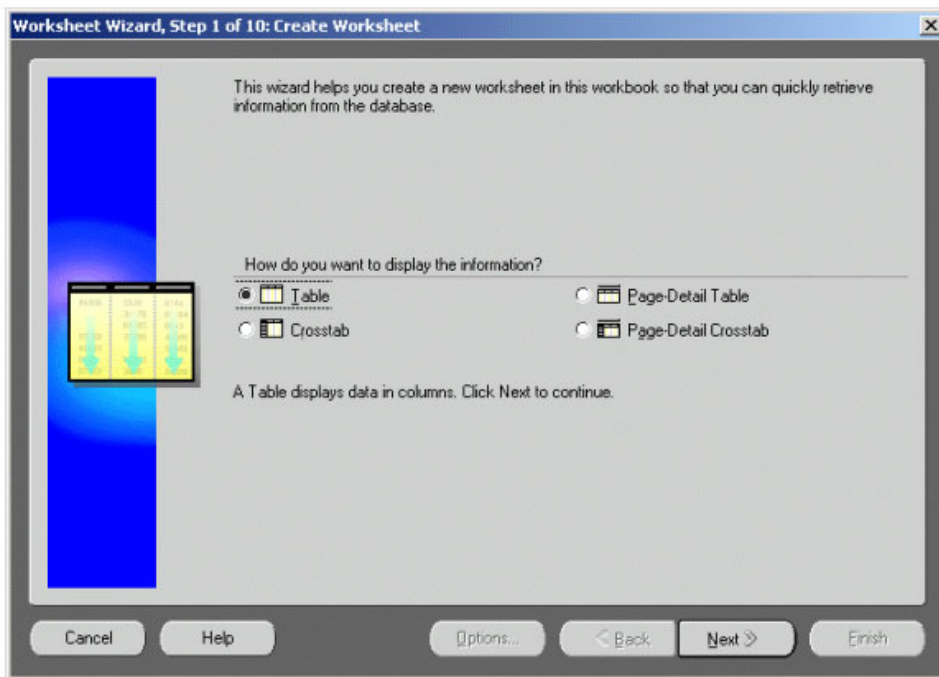 Worksheet Wizard, Step 1 of 10: Create Worksheet
This wizard helps you create a new worksheet in this workbook so that you can quickly retrieve
information from the database.
How do you want to display the information?
Table
Page-Detail Table
Crosstab
Page-Detail Crosstab
A Table displays data in columns. Click Next to continue.
Cancel
Help
Options...
< Back
Next >
Finish